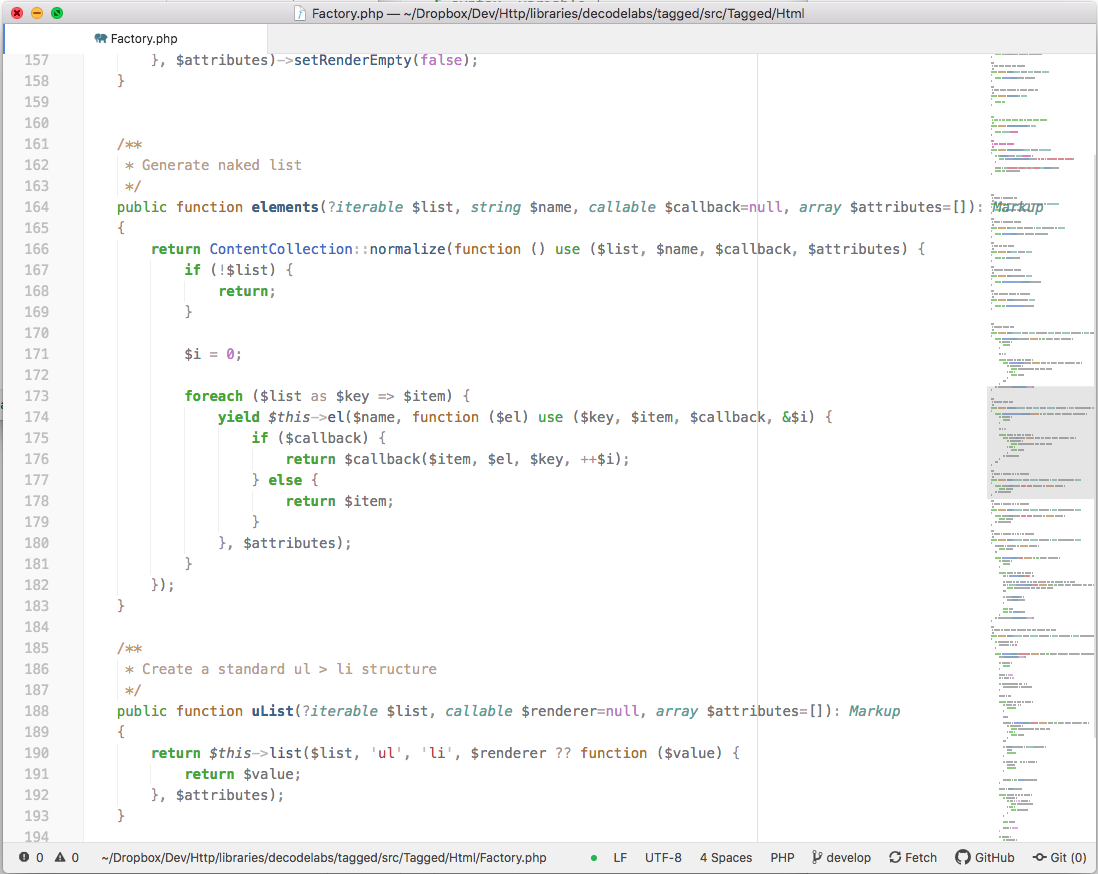 Factory.php — ~/Dropbox/Dev/Http/libraries/decodelabs/tagged/src/Tagged/Html
Factory.php
157         }, $attributes)->setRenderEmpty(false);
158     }
159
160
161     /**
162      * Generate naked list
163      */
164     public function elements(?iterable $list, string $name, callable $callback=null, array $attributes=[]): Markup
165     {
166         return ContentCollection::normalize(function () use ($list, $name, $callback, $attributes) {
167             if (!$list) {
168                 return;
169             }
170
171             $i = 0;
172
173             foreach ($list as $key => $item) {
174                 yield $this->el($name, function ($el) use ($key, $item, $callback, &$i) {
175                     if ($callback) {
176                         return $callback($item, $el, $key, ++$i);
177                     } else {
178                         return $item;
179                     }
180                 }, $attributes);
181             }
182         });
183     }
184
185     /**
186      * Create a standard ul > li structure
187      */
188     public function uList(?iterable $list, callable $renderer=null, array $attributes=[]): Markup
189     {
190         return $this->list($list, 'ul', 'li', $renderer ?? function ($value) {
191             return $value;
192         }, $attributes);
193     }
194
0 0 ~/Dropbox/Dev/Http/libraries/decodelabs/tagged/src/Tagged/Html/Factory.php LF UTF-8 4 Spaces PHP develop Fetch GitHub Git (0)